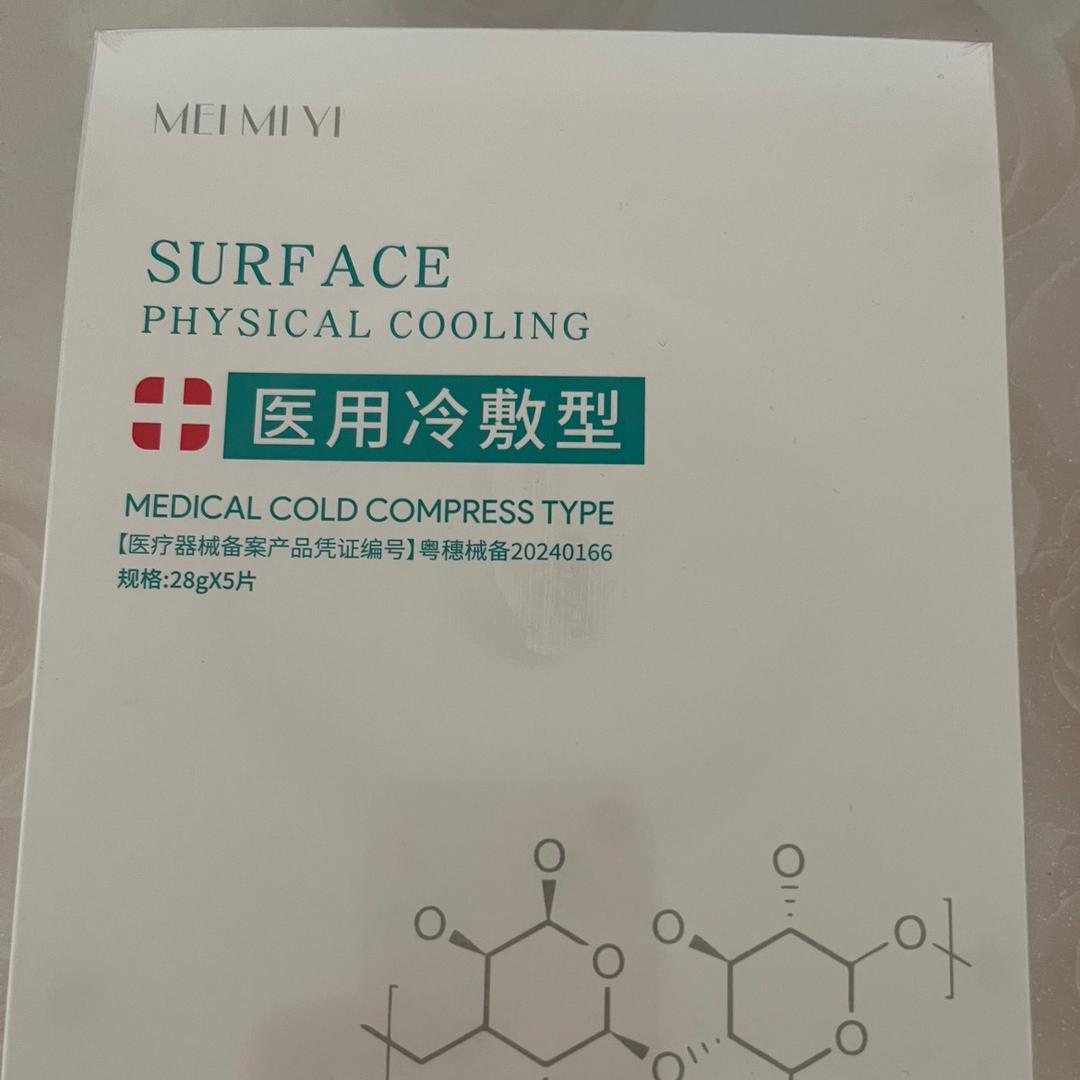 MEI MI YI
SURFACE
PHYSICAL COOLING
医用冷敷型
MEDICAL COLD COMPRESS TYPE
【医疗器械备案产品凭证编号】粤穗械备20240166
规格:28gX5片
O
O
O
O
O
O
O
O